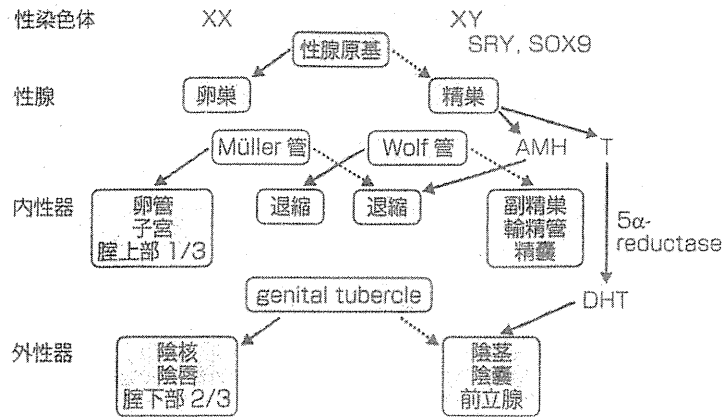 性染色体 XX XY
SRY, SOX9
性腺原基
性腺 卵巣 精巣
Müller 管 Wolf 管 AMH T
内性器 卵管 退縮 退縮 副精巣
子宮 輸精管
腟上部 1/3 精嚢
5α-
reductase
genital tubercle DHT
外性器 陰核 陰茎
陰唇 陰嚢
腟下部 2/3 前立腺